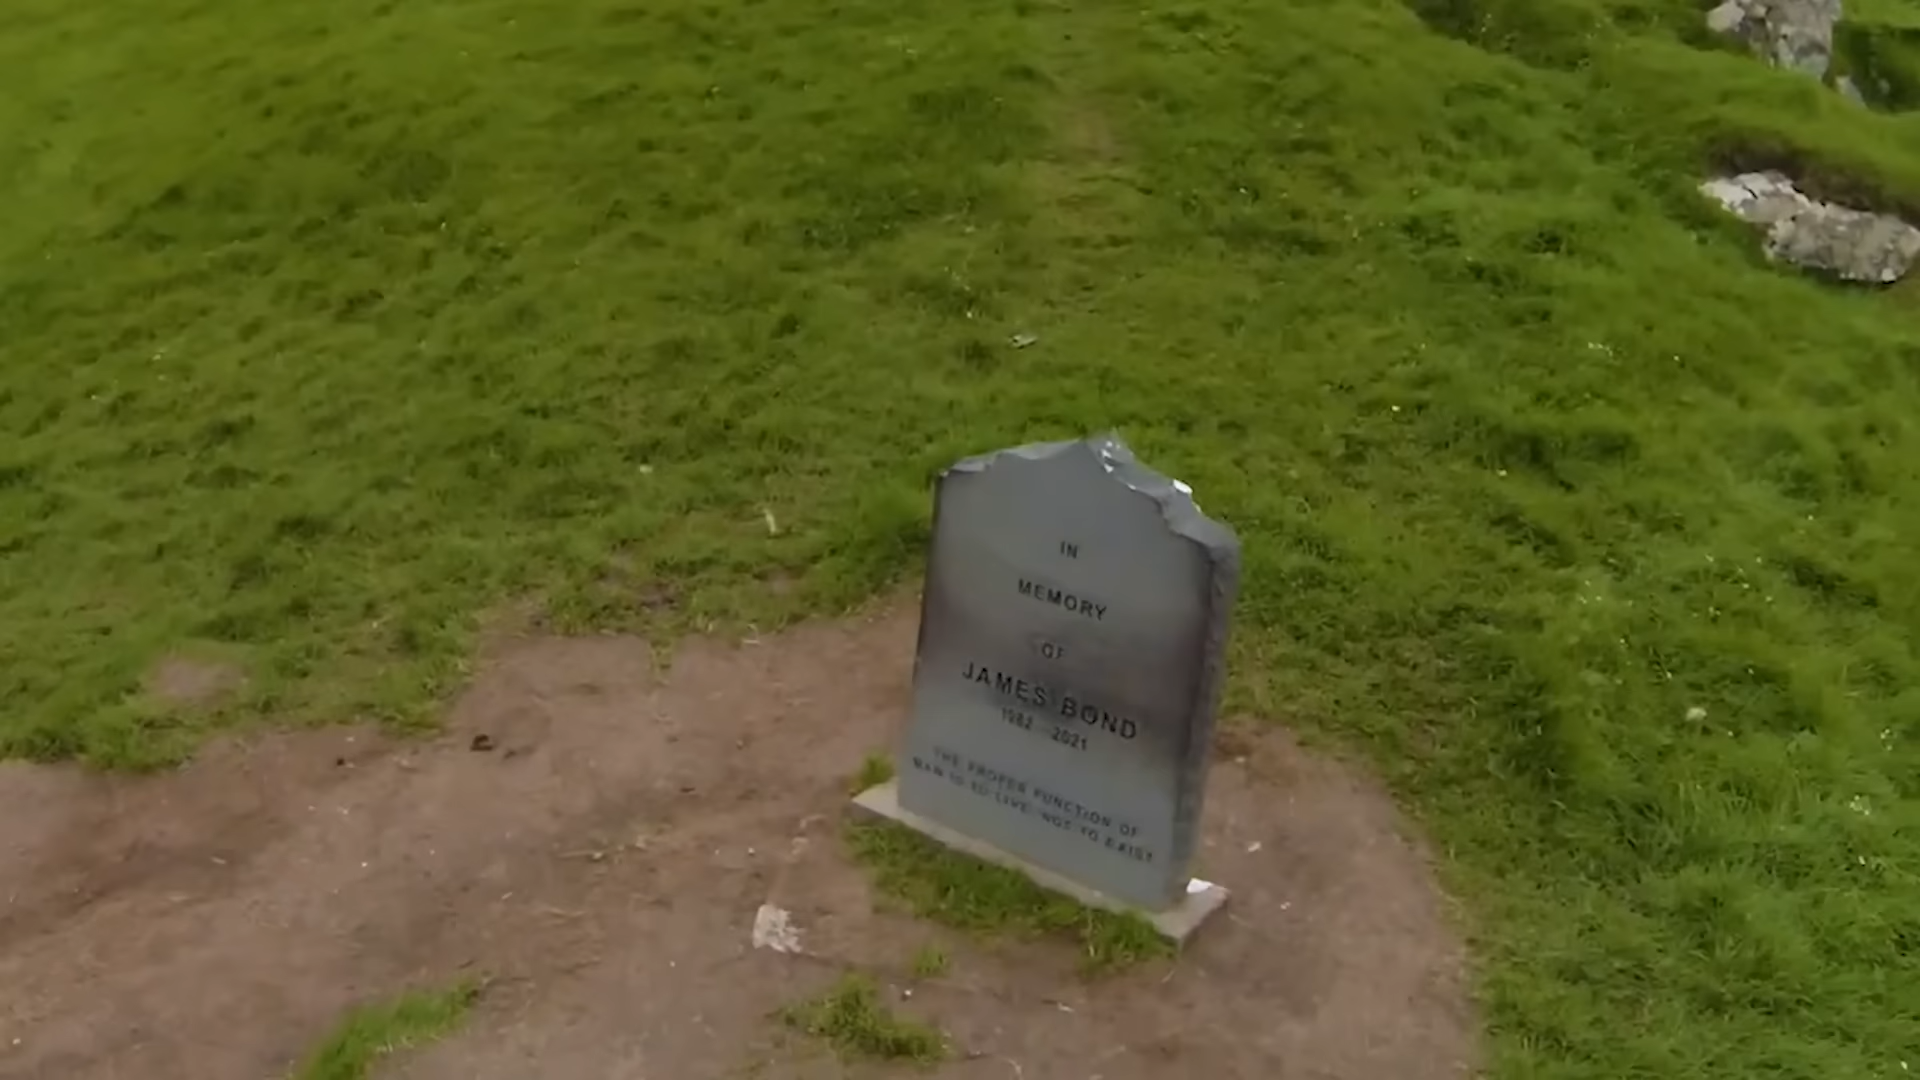 IN
MEMORY
OF
JAMES BOND
1962 - 2021
THE PROPER FUNCTION OF
MAN IS TO LIVE, NOT TO EXIST